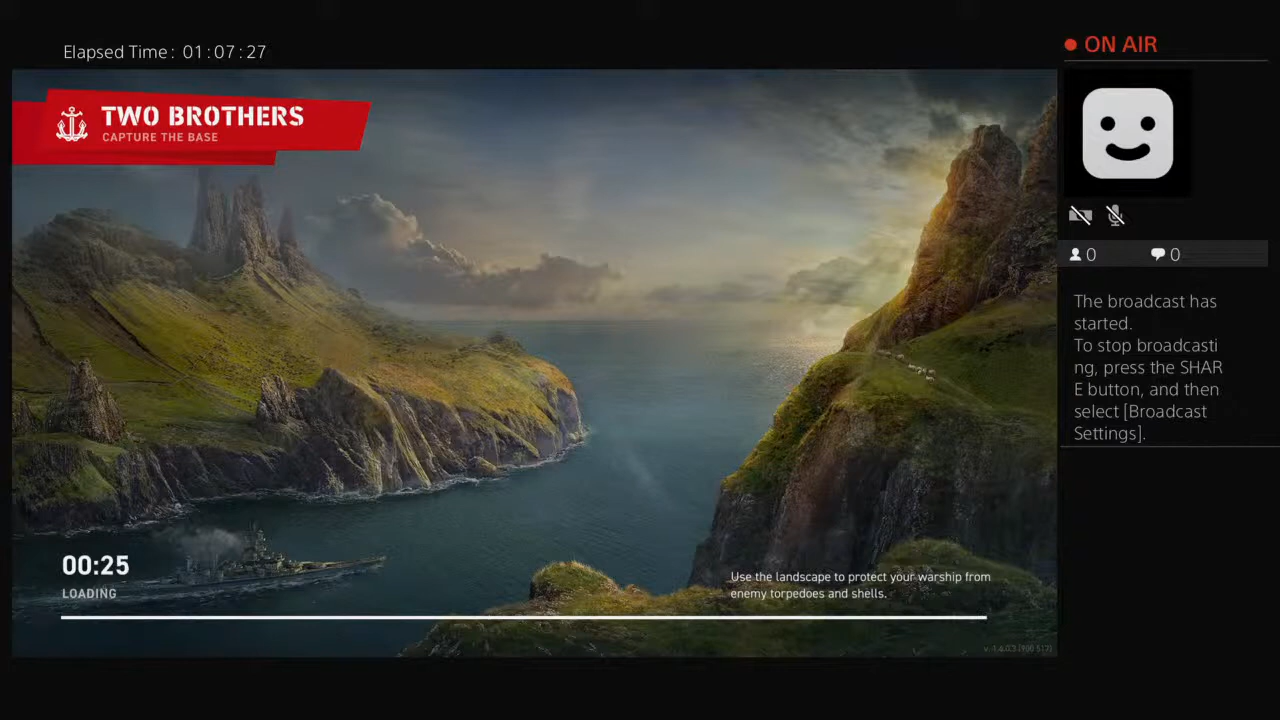 Elapsed Time: 01:07:27
ON AIR
TWO BROTHERS
CAPTURE THE BASE
0
0
The broadcast has
started.
To stop broadcasti
ng, press the SHAR
E button, and then
select [Broadcast
Settings].
00:25
LOADING
Use the landscape to protect your warship from
enemy torpedoes and shells.